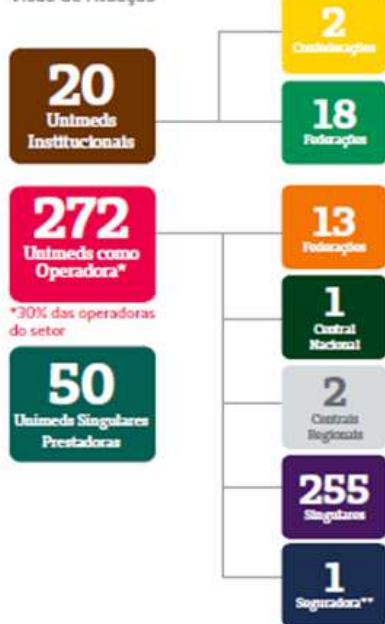 20
Unimeds
Institucionais
2
Confederações
18
Federações
272
Unimeds como
Operadora*
*30% das operadoras
do setor
13
Federações
1
Central
Nacional
2
Centrais
Regionais
255
Singulares
1
Seguradora**
50
Unimeds Singulares
Prestadoras